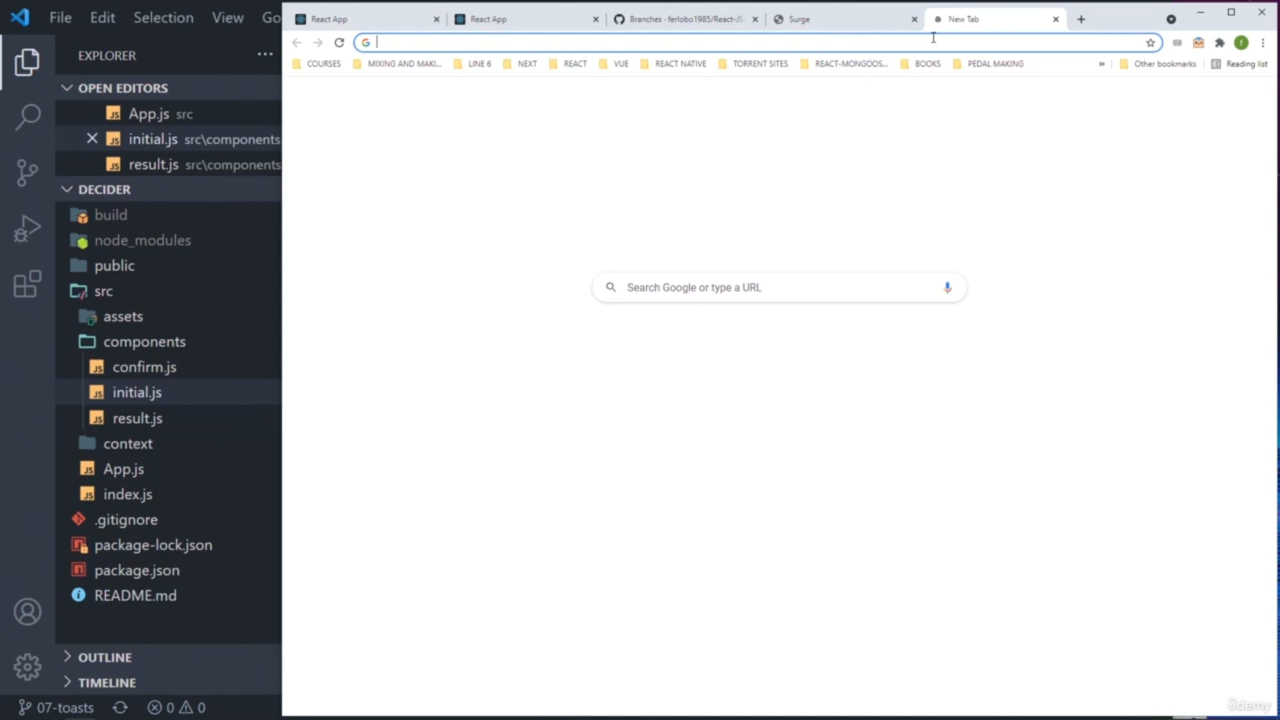 File Edit Selection View Go
EXPLORER
OPEN EDITORS
App.js src
initial.js src\components
result.js src\components
DECIDER
build
node_modules
public
src
assets
components
confirm.js
initial.js
result.js
context
App.js
index.js
.gitignore
package-lock.json
package.json
README.md
OUTLINE
TIMELINE
07-toasts 0 0
React App React App Branches · ferlobo1985/React-JS Surge New Tab
COURSES MIXING AND MAKI... LINE 6 NEXT REACT VUE REACT NATIVE TORRENT SITES REACT-MONGOOS... BOOKS PEDAL MAKING » Other bookmarks Reading list
Search Google or type a URL
ûdemy